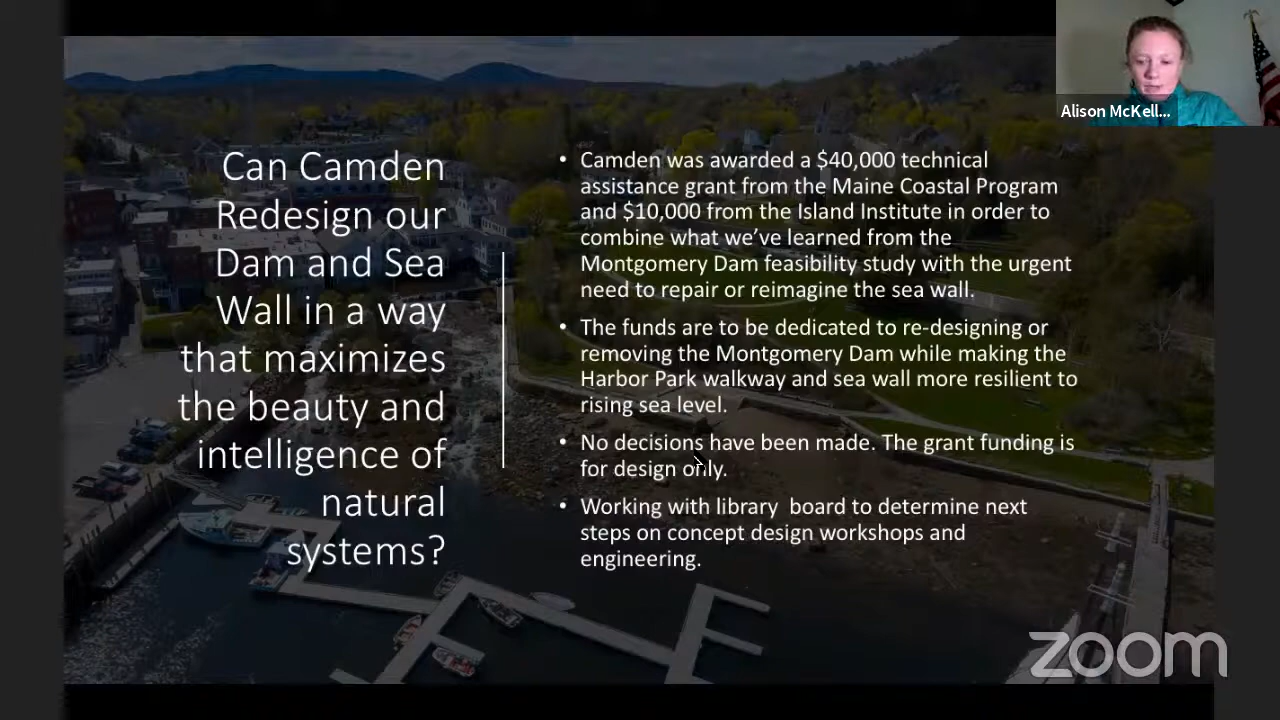 Alison McKell...
Can Camden
Redesign our
Dam and Sea
Wall in a way
that maximizes
the beauty and
intelligence of
natural
systems?
• Camden was awarded a $40,000 technical
assistance grant from the Maine Coastal Program
and $10,000 from the Island Institute in order to
combine what we’ve learned from the
Montgomery Dam feasibility study with the urgent
need to repair or reimagine the sea wall.
• The funds are to be dedicated to re-designing or
removing the Montgomery Dam while making the
Harbor Park walkway and sea wall more resilient to
rising sea level.
• No decisions have been made. The grant funding is
for design only.
• Working with library board to determine next
steps on concept design workshops and
engineering.
zoom